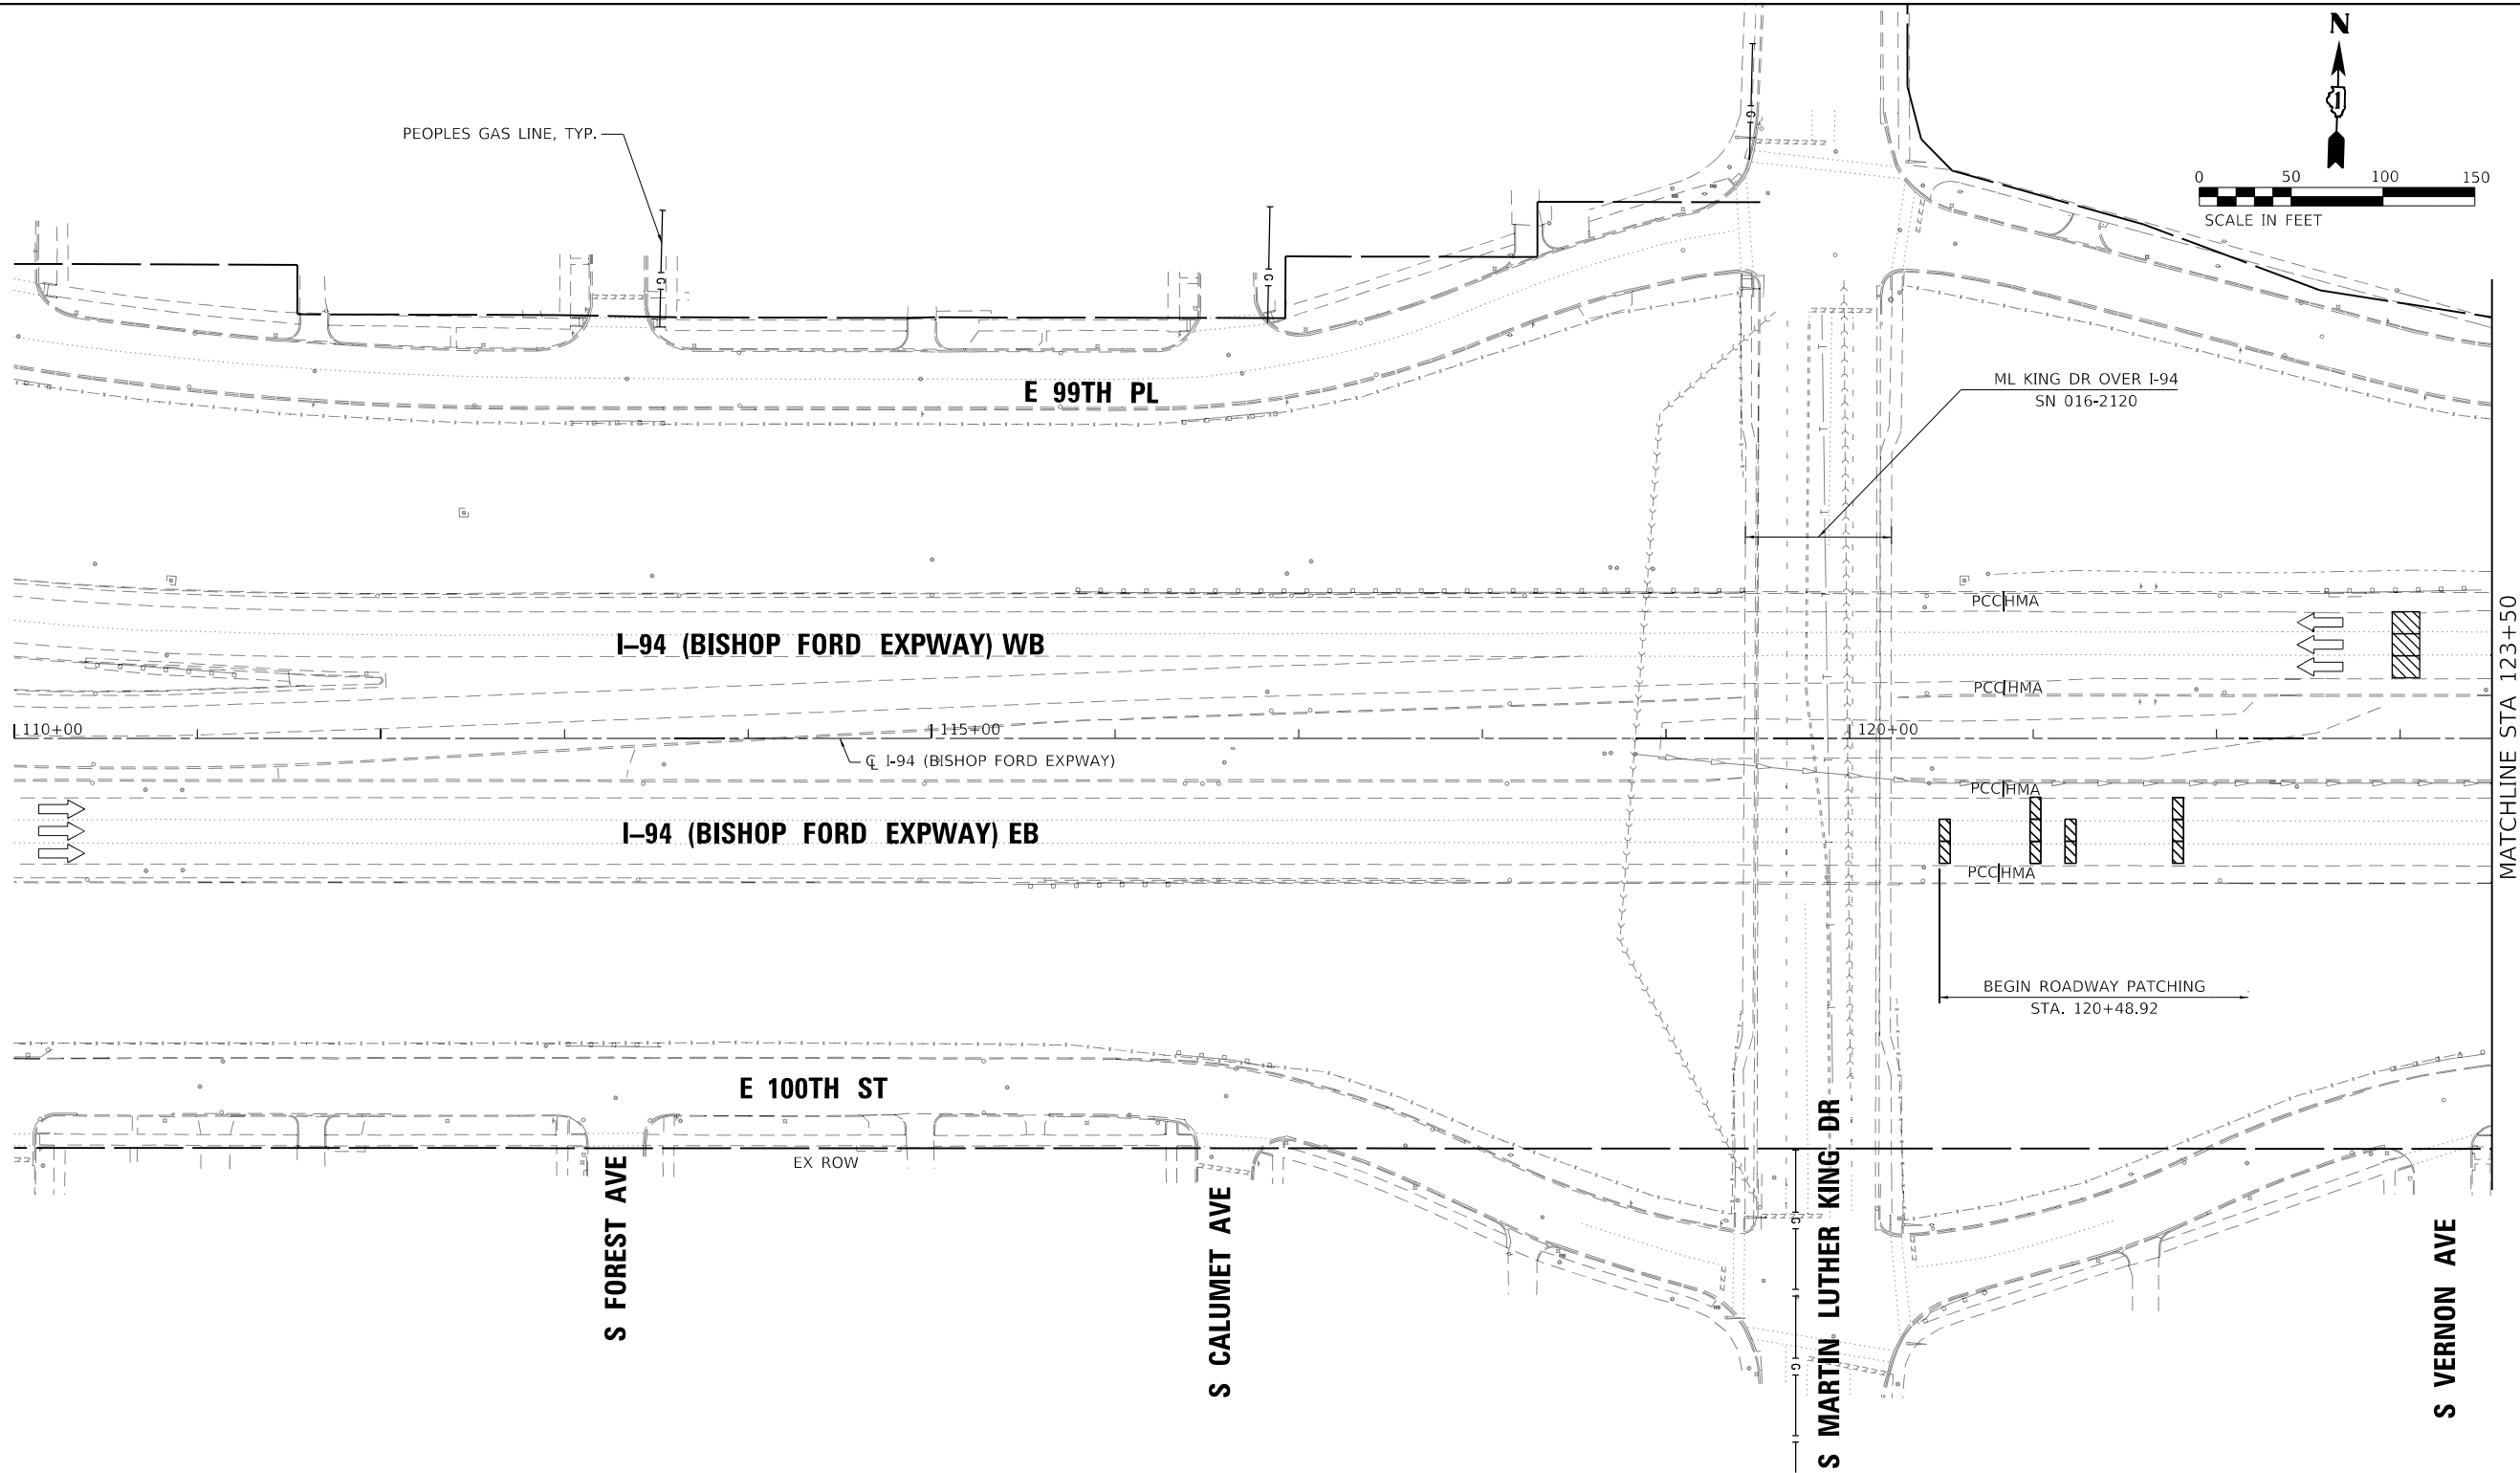 N
1
0 50 100 150
SCALE IN FEET
PEOPLES GAS LINE, TYP.
G
G
G
E 99TH PL
ML KING DR OVER I-94
SN 016-2120
PCC HMA
I-94 (BISHOP FORD EXPWAY) WB
PCC HMA
110+00
115+00
120+00
℄ I-94 (BISHOP FORD EXPWAY)
PCC HMA
I-94 (BISHOP FORD EXPWAY) EB
PCC HMA
MATCHLINE STA 123+50
BEGIN ROADWAY PATCHING
STA. 120+48.92
E 100TH ST
EX ROW
S FOREST AVE
S CALUMET AVE
G
G
S MARTIN LUTHER KING DR
S VERNON AVE